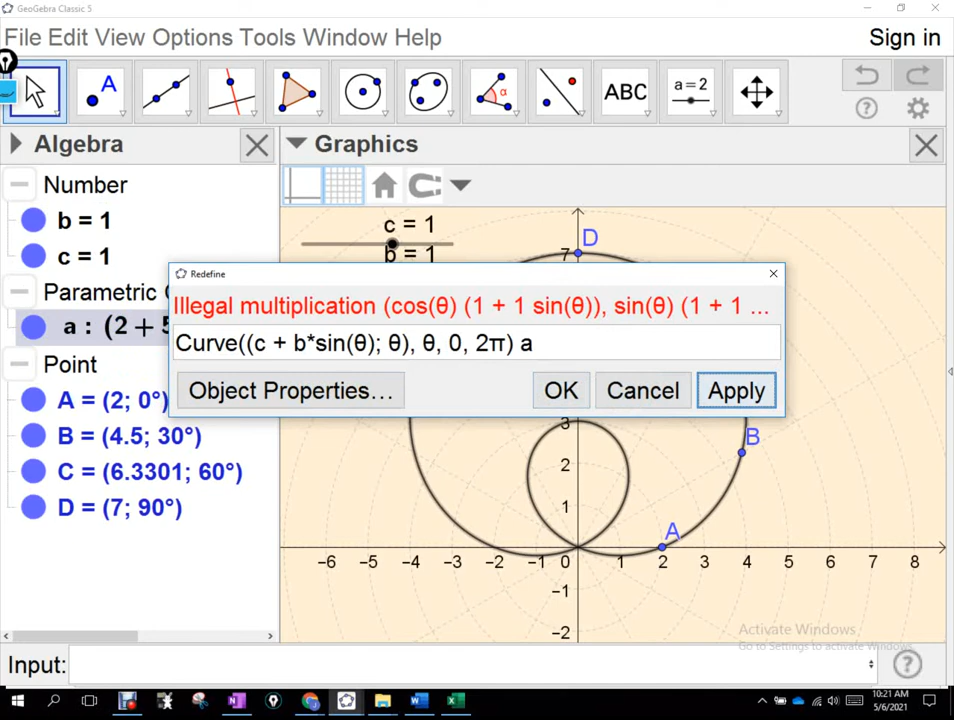 GeoGebra Classic 5
File Edit View Options Tools Window Help
Sign in
A
α
ABC
a=2
Algebra
Graphics
Number
b = 1
c = 1
Parametric C
a : (2 + 5
Point
A = (2; 0°)
B = (4.5; 30°)
C = (6.3301; 60°)
D = (7; 90°)
c = 1
b = 1
D
7
Redefine
Illegal multiplication (cos(θ) (1 + 1 sin(θ)), sin(θ) (1 + 1 ...
Curve((c + b*sin(θ); θ), θ, 0, 2π) a
Object Properties…
OK
Cancel
Apply
3
B
2
1
A
−6 −5 −4 −3 −2 −1 0 1 2 3 4 5 6 7 8
−1
−2
Activate Windows
Go to Settings to activate Windows.
Input:
10:21 AM
5/6/2021